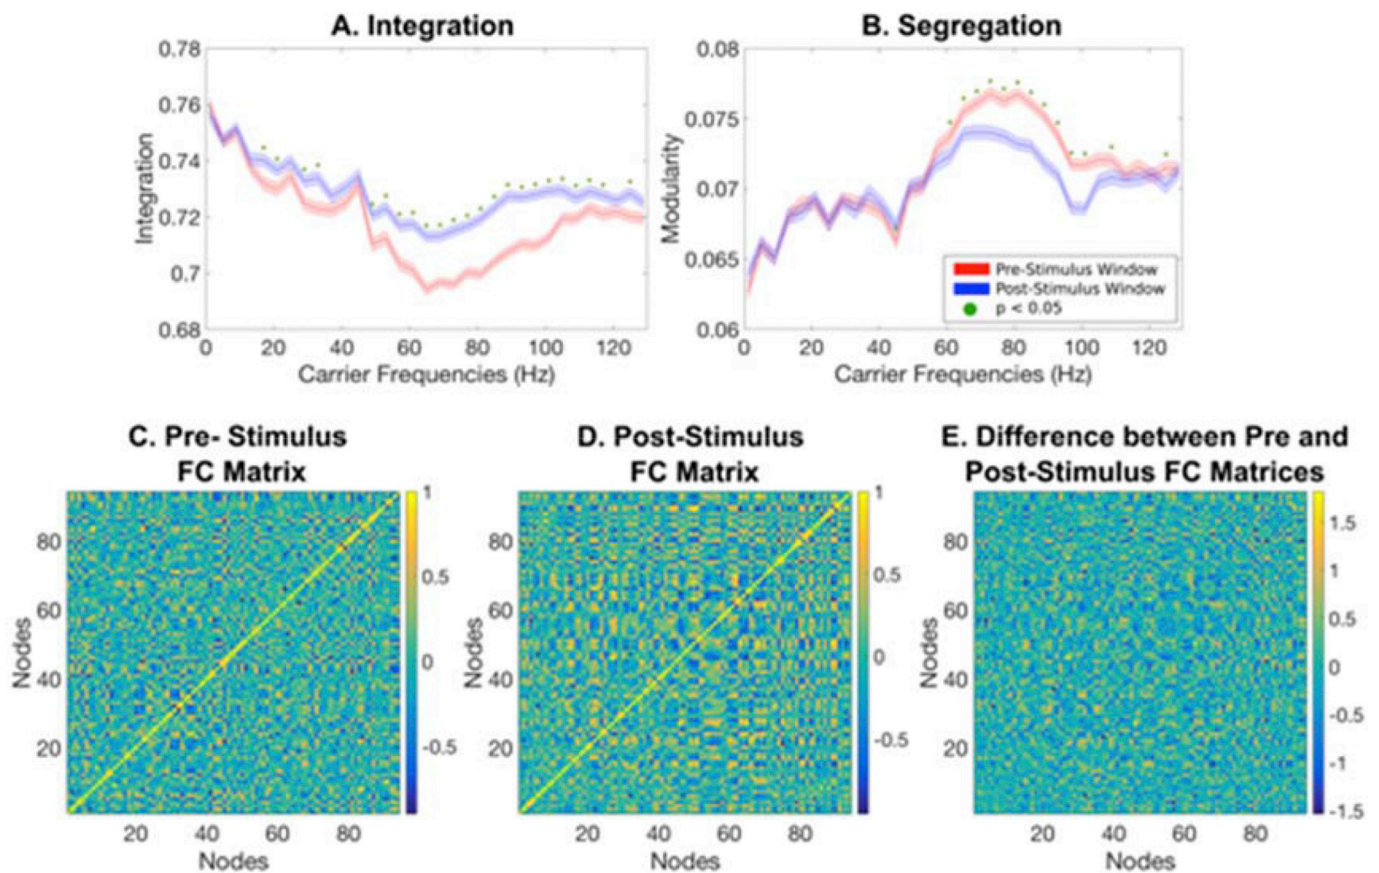 A. Integration
0.78
0.76
0.74
0.72
0.7
0.68
Integration
0 20 40 60 80 100 120
Carrier Frequencies (Hz)
B. Segregation
0.08
0.075
0.07
0.065
0.06
Modularity
Pre-Stimulus Window
Post-Stimulus Window
p < 0.05
0 20 40 60 80 100 120
Carrier Frequencies (Hz)
C. Pre- Stimulus
FC Matrix
80
60
40
20
Nodes
20 40 60 80
Nodes
1
0.5
0
-0.5
D. Post-Stimulus
FC Matrix
80
60
40
20
Nodes
20 40 60 80
Nodes
1
0.5
0
-0.5
E. Difference between Pre and
Post-Stimulus FC Matrices
80
60
40
20
Nodes
20 40 60 80
Nodes
1.5
1
0.5
0
-0.5
-1
-1.5